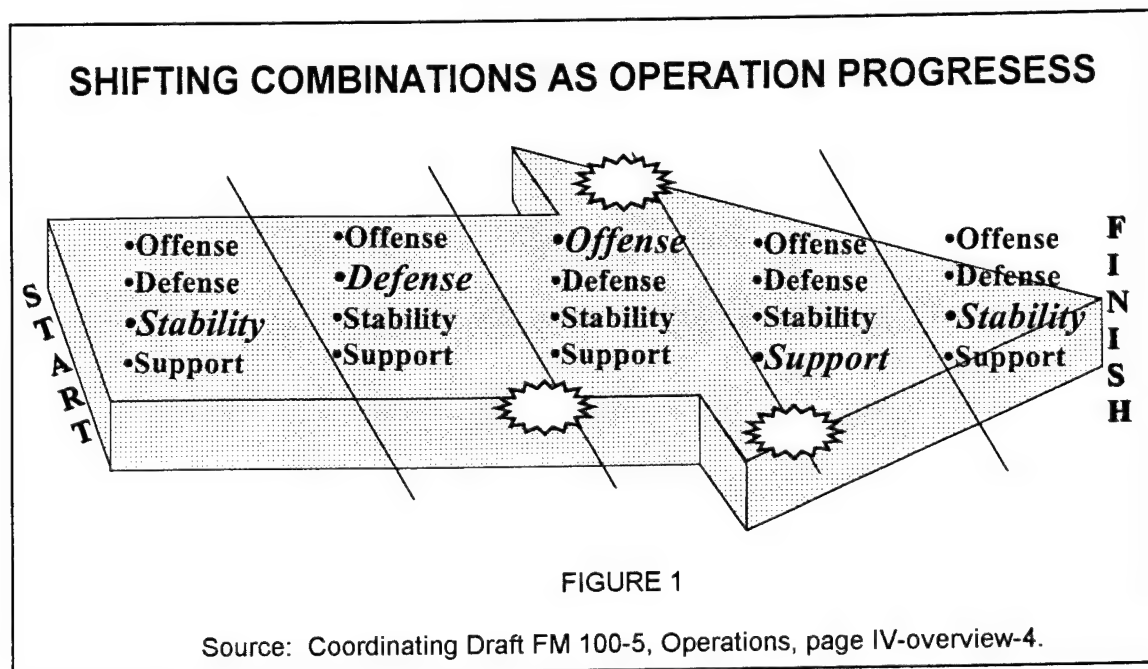 SHIFTING COMBINATIONS AS OPERATION PROGRESESS
START
•Offense
•Defense
•Stability
•Support
•Offense
•Defense
•Stability
•Support
•Offense
•Defense
•Stability
•Support
•Offense
•Defense
•Stability
•Support
•Offense
•Defense
•Stability
•Support
FINISH
FIGURE 1
Source: Coordinating Draft FM 100-5, Operations, page IV-overview-4.